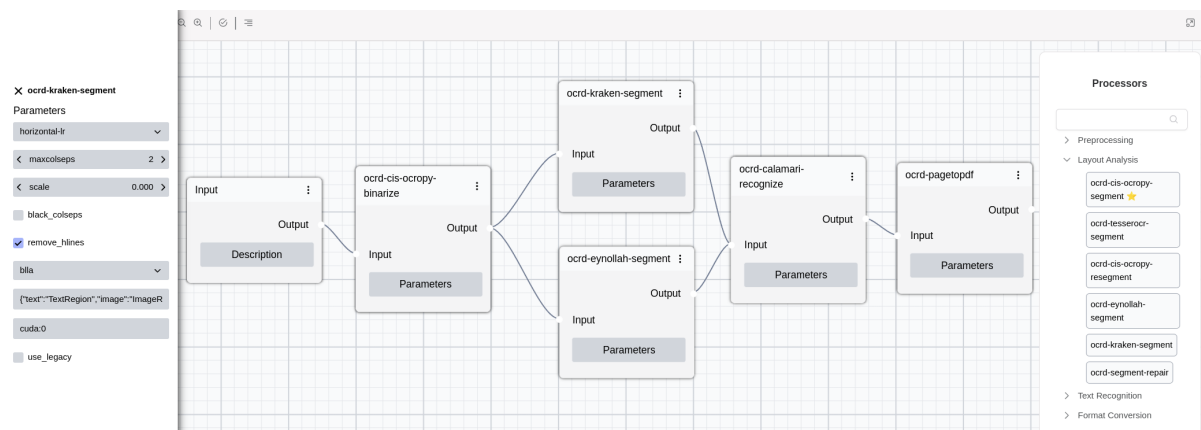 ocrd-kraken-segment
Parameters
horizontal-lr
maxcolseps 2
scale 0.000
black_colseps
remove_hlines
blla
{"text":"TextRegion","image":"ImageR
cuda:0
use_legacy
Input
Output
Description
ocrd-cis-ocropy-
binarize
Output
Input
Parameters
ocrd-kraken-segment
Output
Input
Parameters
ocrd-eynollah-segment
Output
Input
Parameters
ocrd-calamari-
recognize
Output
Input
Parameters
ocrd-pagetopdf
Output
Input
Parameters
Processors
Preprocessing
Layout Analysis
ocrd-cis-ocropy-
segment ⭐
ocrd-tesserocr-
segment
ocrd-cis-ocropy-
resegment
ocrd-eynollah-
segment
ocrd-kraken-segment
ocrd-segment-repair
Text Recognition
Format Conversion